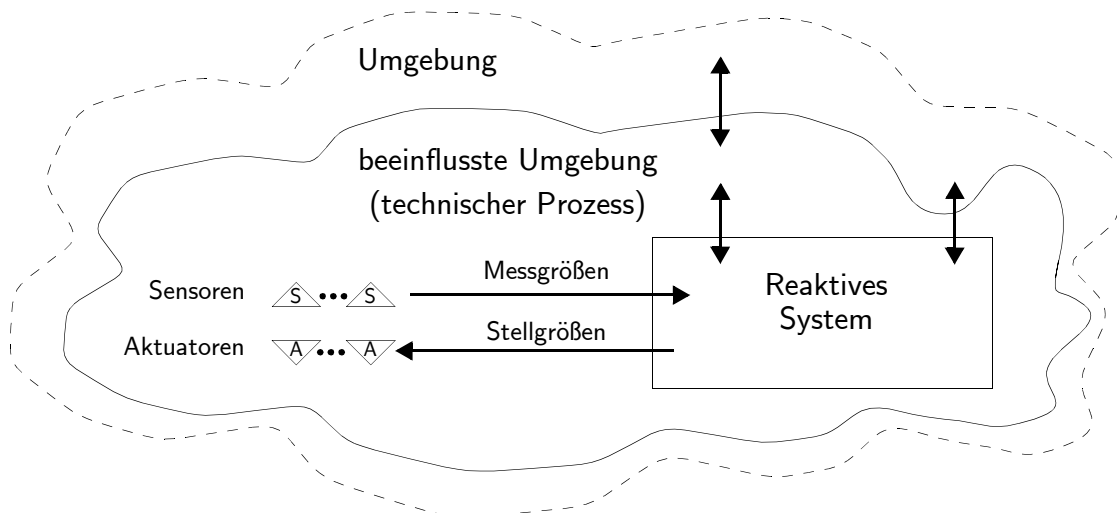 Umgebung
beeinflusste Umgebung
(technischer Prozess)
Messgrößen
Sensoren S ••• S
Reaktives
System
Stellgrößen
Aktuatoren A ••• A